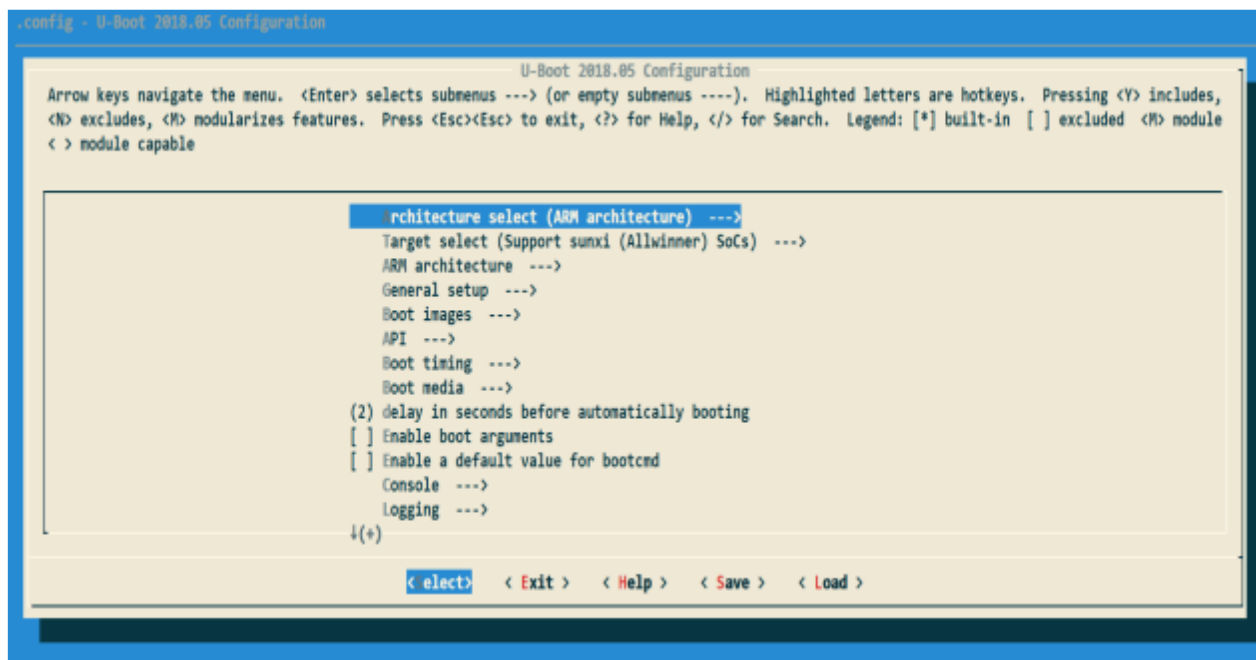 .config - U-Boot 2018.05 Configuration
U-Boot 2018.05 Configuration
Arrow keys navigate the menu. <Enter> selects submenus ---> (or empty submenus ----). Highlighted letters are hotkeys. Pressing <Y> includes,
<N> excludes, <M> modularizes features. Press <Esc><Esc> to exit, <?> for Help, </> for Search. Legend: [*] built-in [ ] excluded <M> module
< > module capable
Architecture select (ARM architecture) --->
Target select (Support sunxi (Allwinner) SoCs) --->
ARM architecture --->
General setup --->
Boot images --->
API --->
Boot timing --->
Boot media --->
(2) delay in seconds before automatically booting
[ ] Enable boot arguments
[ ] Enable a default value for bootcmd
Console --->
Logging --->
↓(+)
< elect> < Exit > < Help > < Save > < Load >